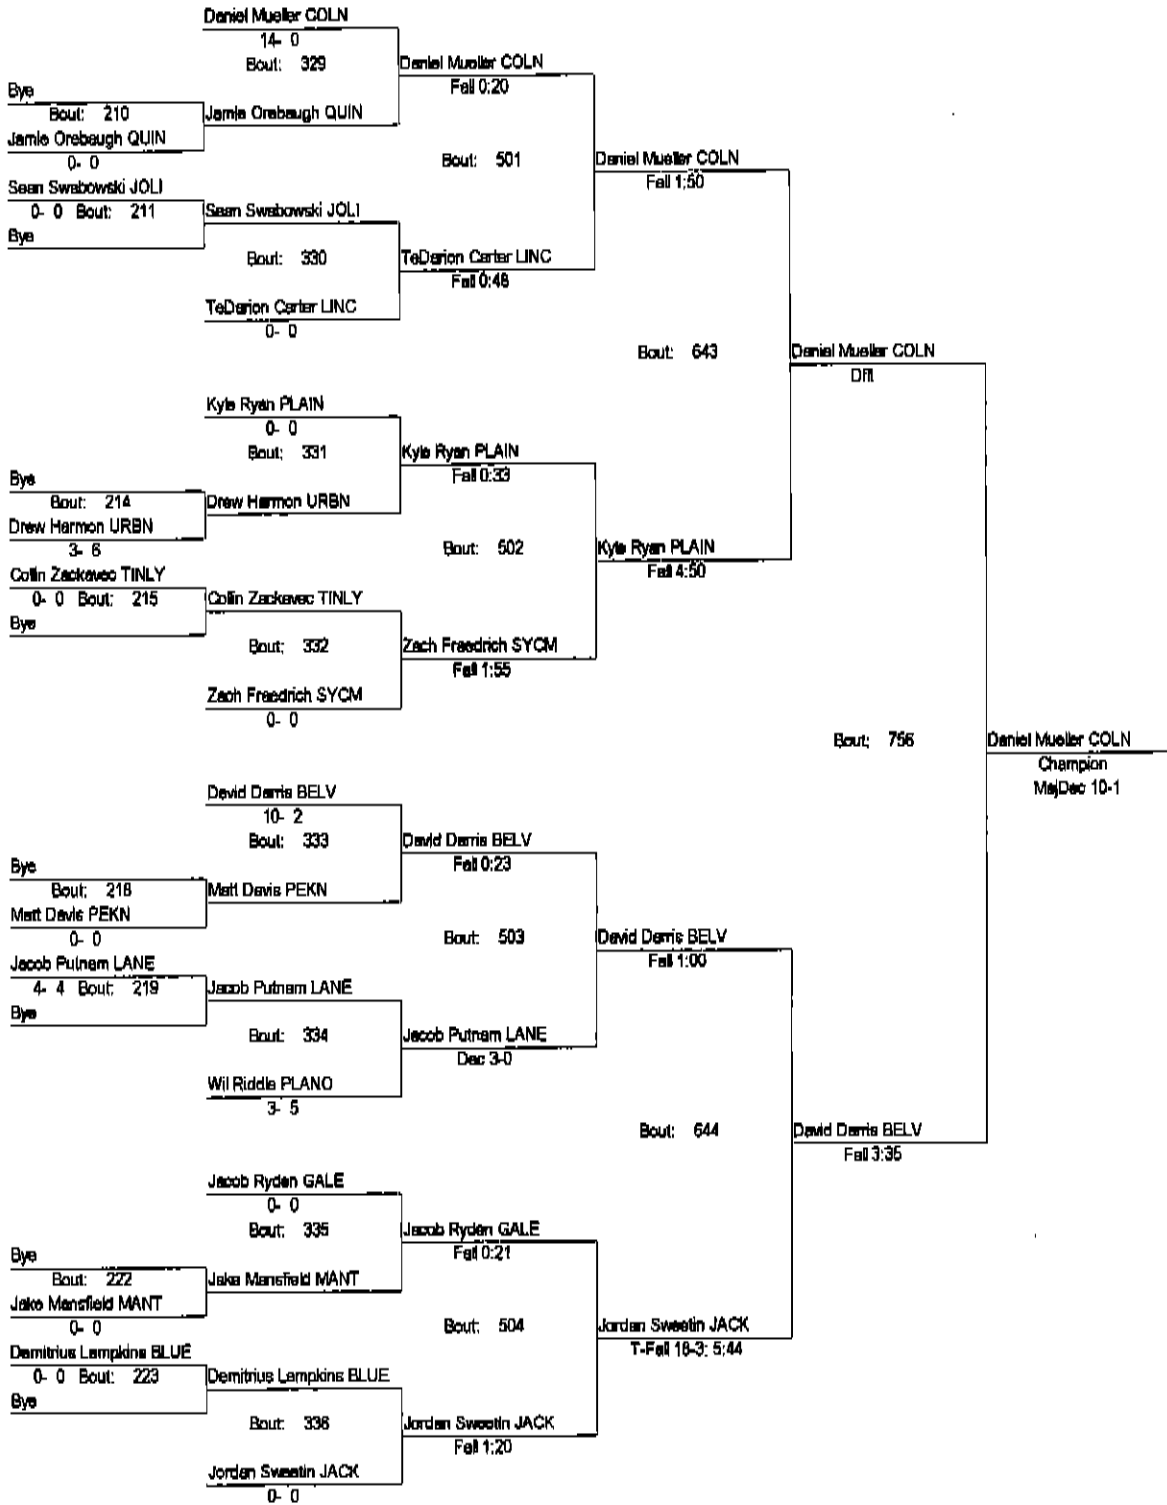 Daniel Mueller COLN
14- 0
Bout: 329
Daniel Mueller COLN
Fall 0:20
Bye
Bout: 210
Jamie Orebaugh QUIN
Jamie Orebaugh QUIN
0- 0
Bout: 501
Daniel Mueller COLN
Fall 1:50
Sean Swabowski JOLI
0- 0 Bout: 211
Sean Swabowski JOLI
Bye
Bout: 330
TeDarion Carter LINC
Fall 0:48
TeDarion Carter LINC
0- 0
Bout: 643
Daniel Mueller COLN
Dflt
Kyle Ryan PLAIN
0- 0
Bout: 331
Kyle Ryan PLAIN
Fall 0:33
Bye
Bout: 214
Drew Harmon URBN
Drew Harmon URBN
3- 6
Bout: 502
Kyle Ryan PLAIN
Fall 4:50
Collin Zackavec TINLY
0- 0 Bout: 215
Collin Zackavec TINLY
Bye
Bout: 332
Zach Fraedrich SYCM
Fall 1:55
Zach Fraedrich SYCM
0- 0
Bout: 756
Daniel Mueller COLN
Champion
MajDec 10-1
David Darris BELV
10- 2
Bout: 333
David Darris BELV
Fall 0:23
Bye
Bout: 218
Matt Davis PEKN
Matt Davis PEKN
0- 0
Bout: 503
David Darris BELV
Fall 1:00
Jacob Putnam LANE
4- 4 Bout: 219
Jacob Putnam LANE
Bye
Bout: 334
Jacob Putnam LANE
Dec 3-0
Wil Riddle PLANO
3- 5
Bout: 644
David Darris BELV
Fall 3:35
Jacob Ryden GALE
0- 0
Bout: 335
Jacob Ryden GALE
Fall 0:21
Bye
Bout: 222
Jake Mansfield MANT
Jake Mansfield MANT
0- 0
Bout: 504
Jordan Sweetin JACK
T-Fall 18-3: 5:44
Demitrius Lampkins BLUE
0- 0 Bout: 223
Demitrius Lampkins BLUE
Bye
Bout: 336
Jordan Sweetin JACK
Fall 1:20
Jordan Sweetin JACK
0- 0